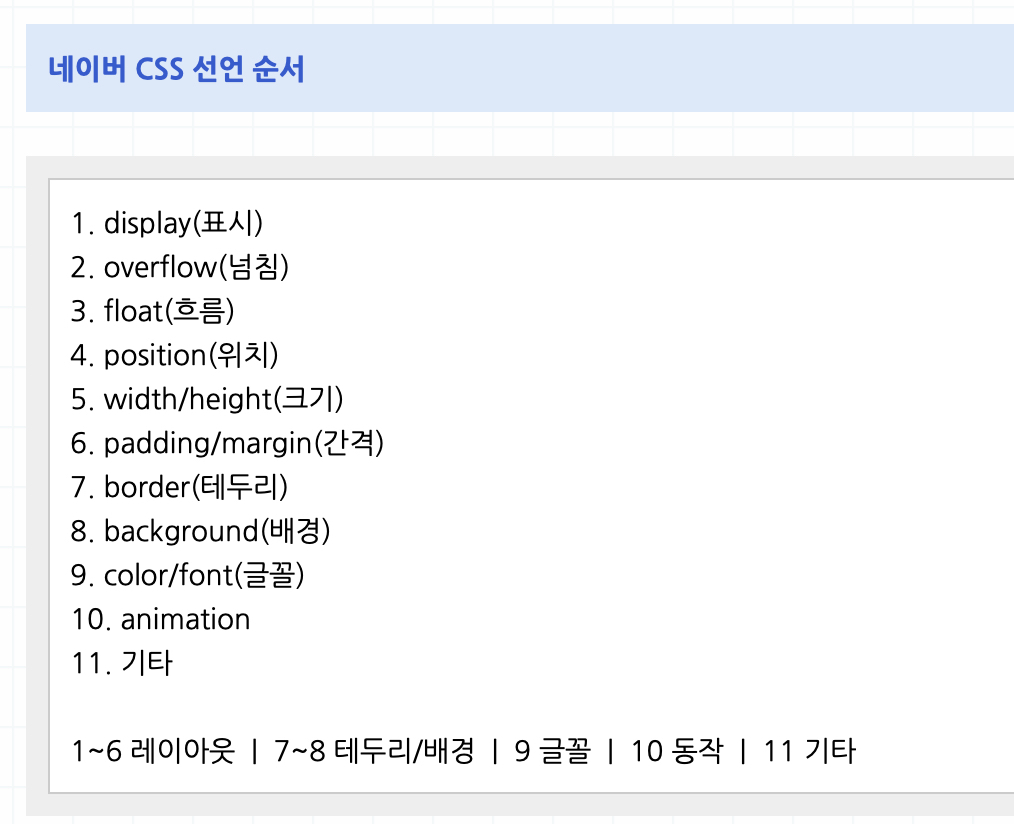 네이버 CSS 선언 순서
1. display(표시)
2. overflow(넘침)
3. float(흐름)
4. position(위치)
5. width/height(크기)
6. padding/margin(간격)
7. border(테두리)
8. background(배경)
9. color/font(글꼴)
10. animation
11. 기타
1~6 레이아웃 | 7~8 테두리/배경 | 9 글꼴 | 10 동작 | 11 기타